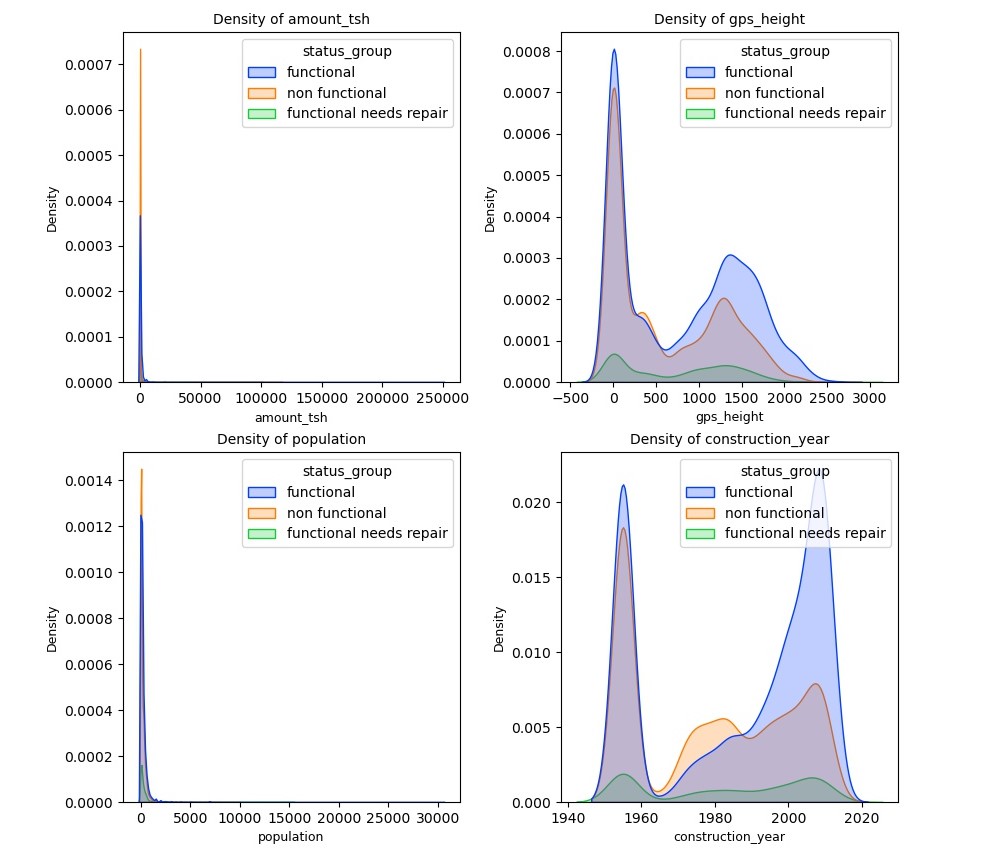 Density of amount_tsh
status_group
functional
non functional
functional needs repair
0.0007
0.0006
0.0005
0.0004
0.0003
0.0002
0.0001
0.0000
Density
0 50000 100000 150000 200000 250000
amount_tsh
Density of gps_height
status_group
functional
non functional
functional needs repair
0.0008
0.0007
0.0006
0.0005
0.0004
0.0003
0.0002
0.0001
0.0000
Density
−500 0 500 1000 1500 2000 2500 3000
gps_height
Density of population
status_group
functional
non functional
functional needs repair
0.0014
0.0012
0.0010
0.0008
0.0006
0.0004
0.0002
0.0000
Density
0 5000 10000 15000 20000 25000 30000
population
Density of construction_year
status_group
functional
non functional
functional needs repair
0.020
0.015
0.010
0.005
0.000
Density
1940 1960 1980 2000 2020
construction_year